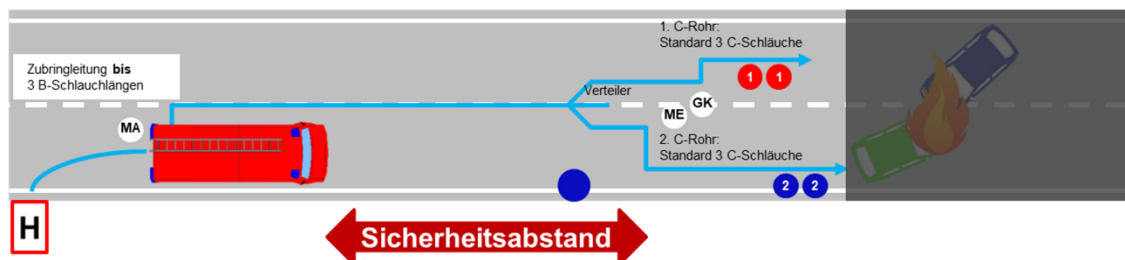 1. C-Rohr:
Standard 3 C-Schläuche
Zubringleitung bis
3 B-Schlauchlängen
1 1
Verteiler
GK
ME
MA
2. C-Rohr:
Standard 3 C-Schläuche
2 2
H
Sicherheitsabstand